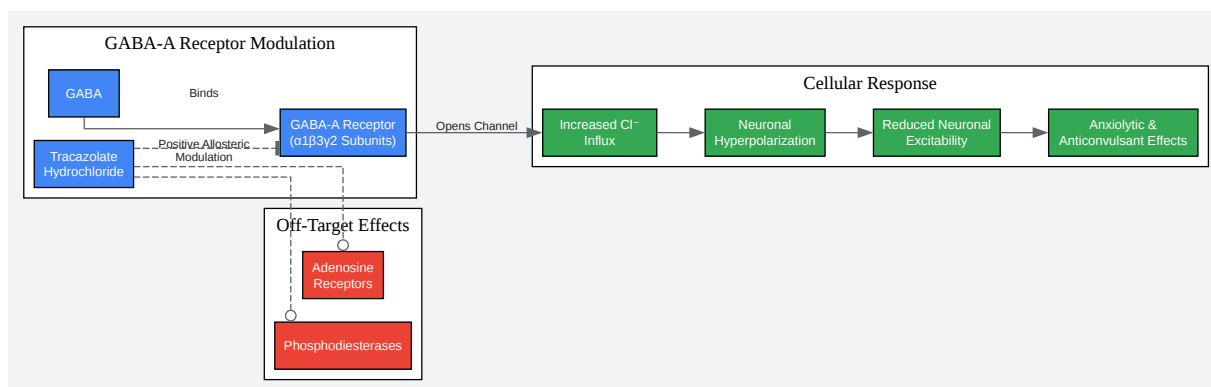 GABA-A Receptor Modulation
GABA
Binds
GABA-A Receptor
(α1β3γ2 Subunits)
Positive Allosteric
Modulation
Tracazolate
Hydrochloride
Opens Channel
Cellular Response
Increased Cl⁻
Influx
Neuronal
Hyperpolarization
Reduced Neuronal
Excitability
Anxiolytic &
Anticonvulsant Effects
Off-Target Effects
Adenosine
Receptors
Phosphodiesterases